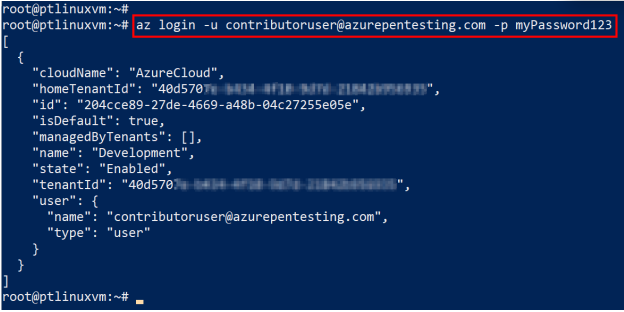 root@ptlinuxvm:~#
root@ptlinuxvm:~# az login -u contributoruser@azurepentesting.com -p myPassword123
[
  {
    "cloudName": "AzureCloud",
    "homeTenantId": "40d570
    "id": "204cce89-27de-4669-a48b-04c27255e05e",
    "isDefault": true,
    "managedByTenants": [],
    "name": "Development",
    "state": "Enabled",
    "tenantId": "40d570 ",
    "user": {
      "name": "contributoruser@azurepentesting.com",
      "type": "user"
    }
  }
]
root@ptlinuxvm:~#